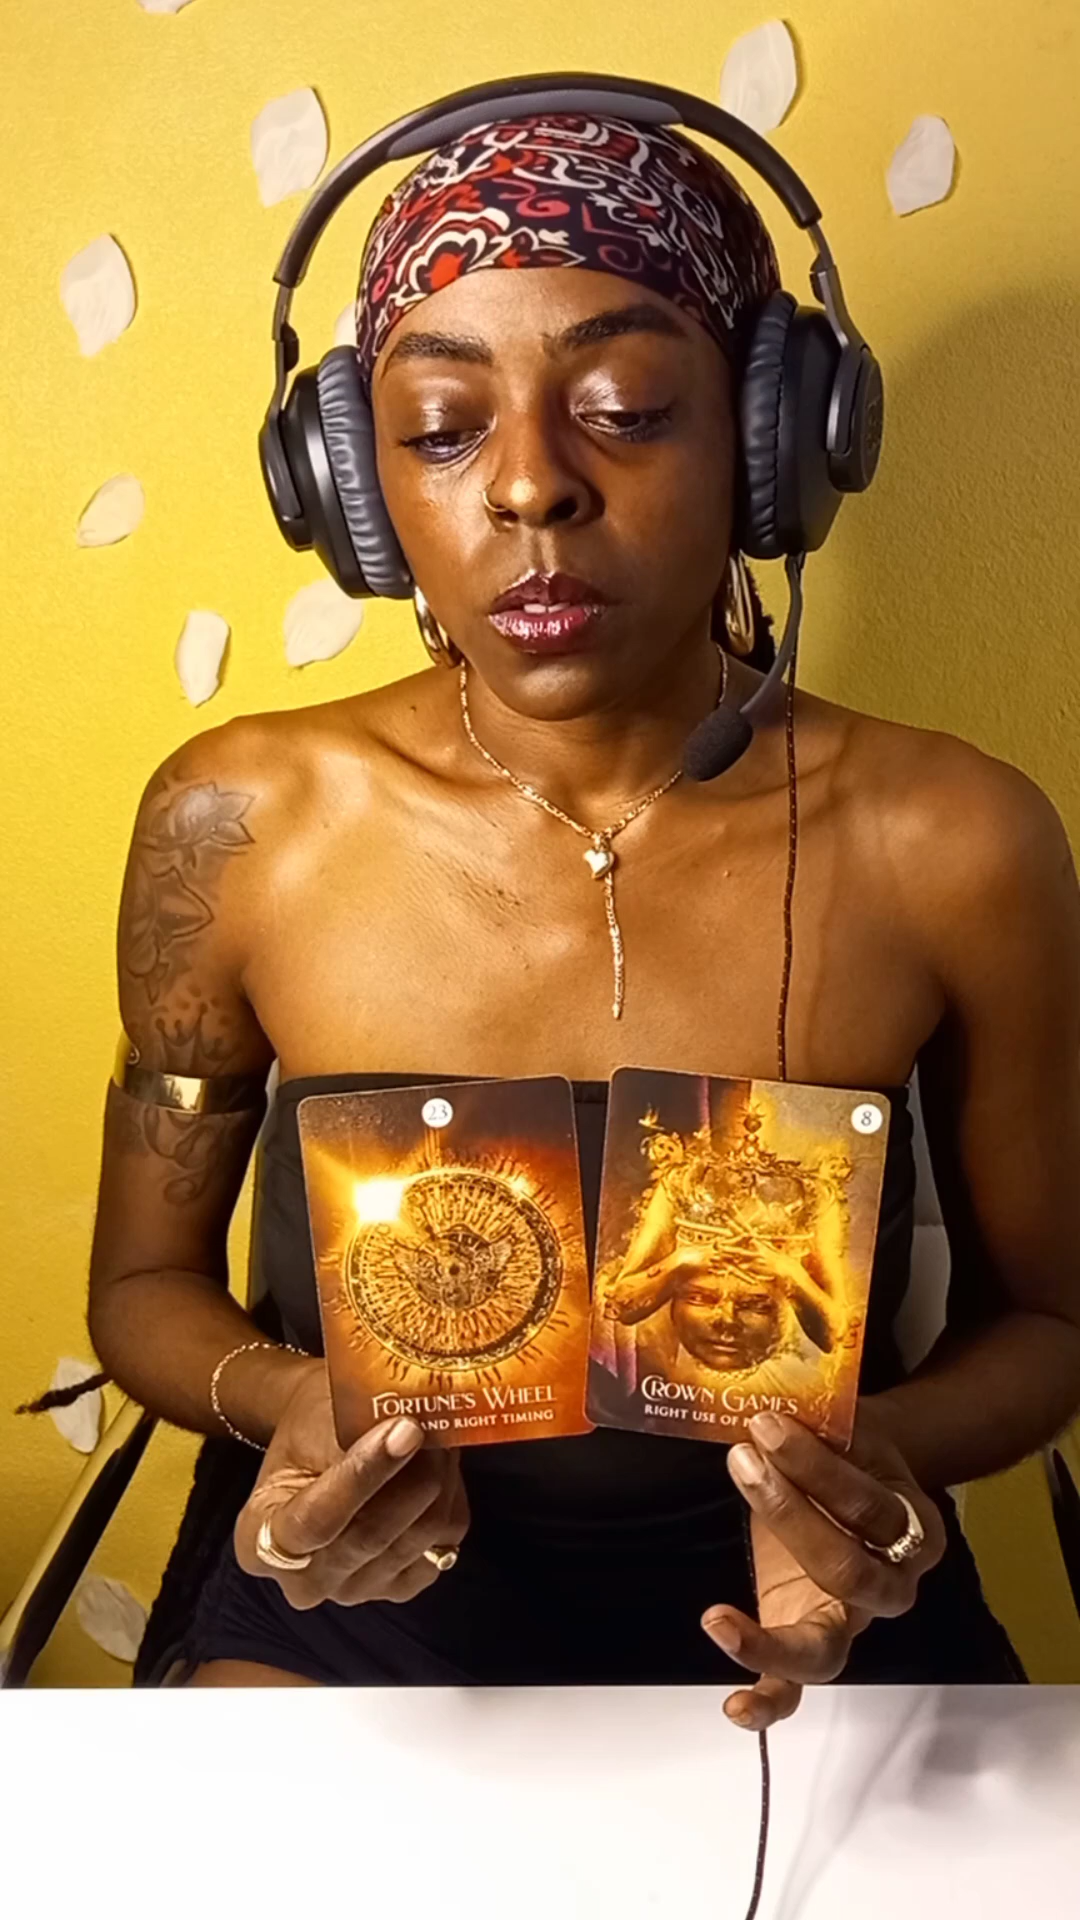 23
FORTUNE'S WHEEL
AND RIGHT TIMING
8
CROWN GAMES
RIGHT USE OF